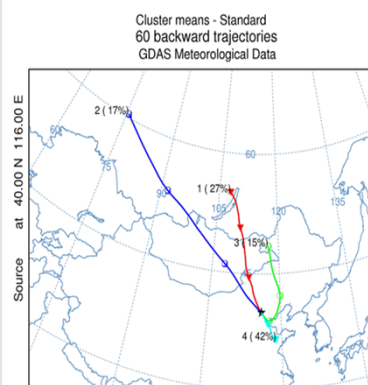 Cluster means - Standard
60 backward trajectories
GDAS Meteorological Data
Source at 40.00 N 116.00 E
2 ( 17%)
60
75
90
60
1 ( 27%)
105
120
135
3 ( 15%)
4 ( 42%)